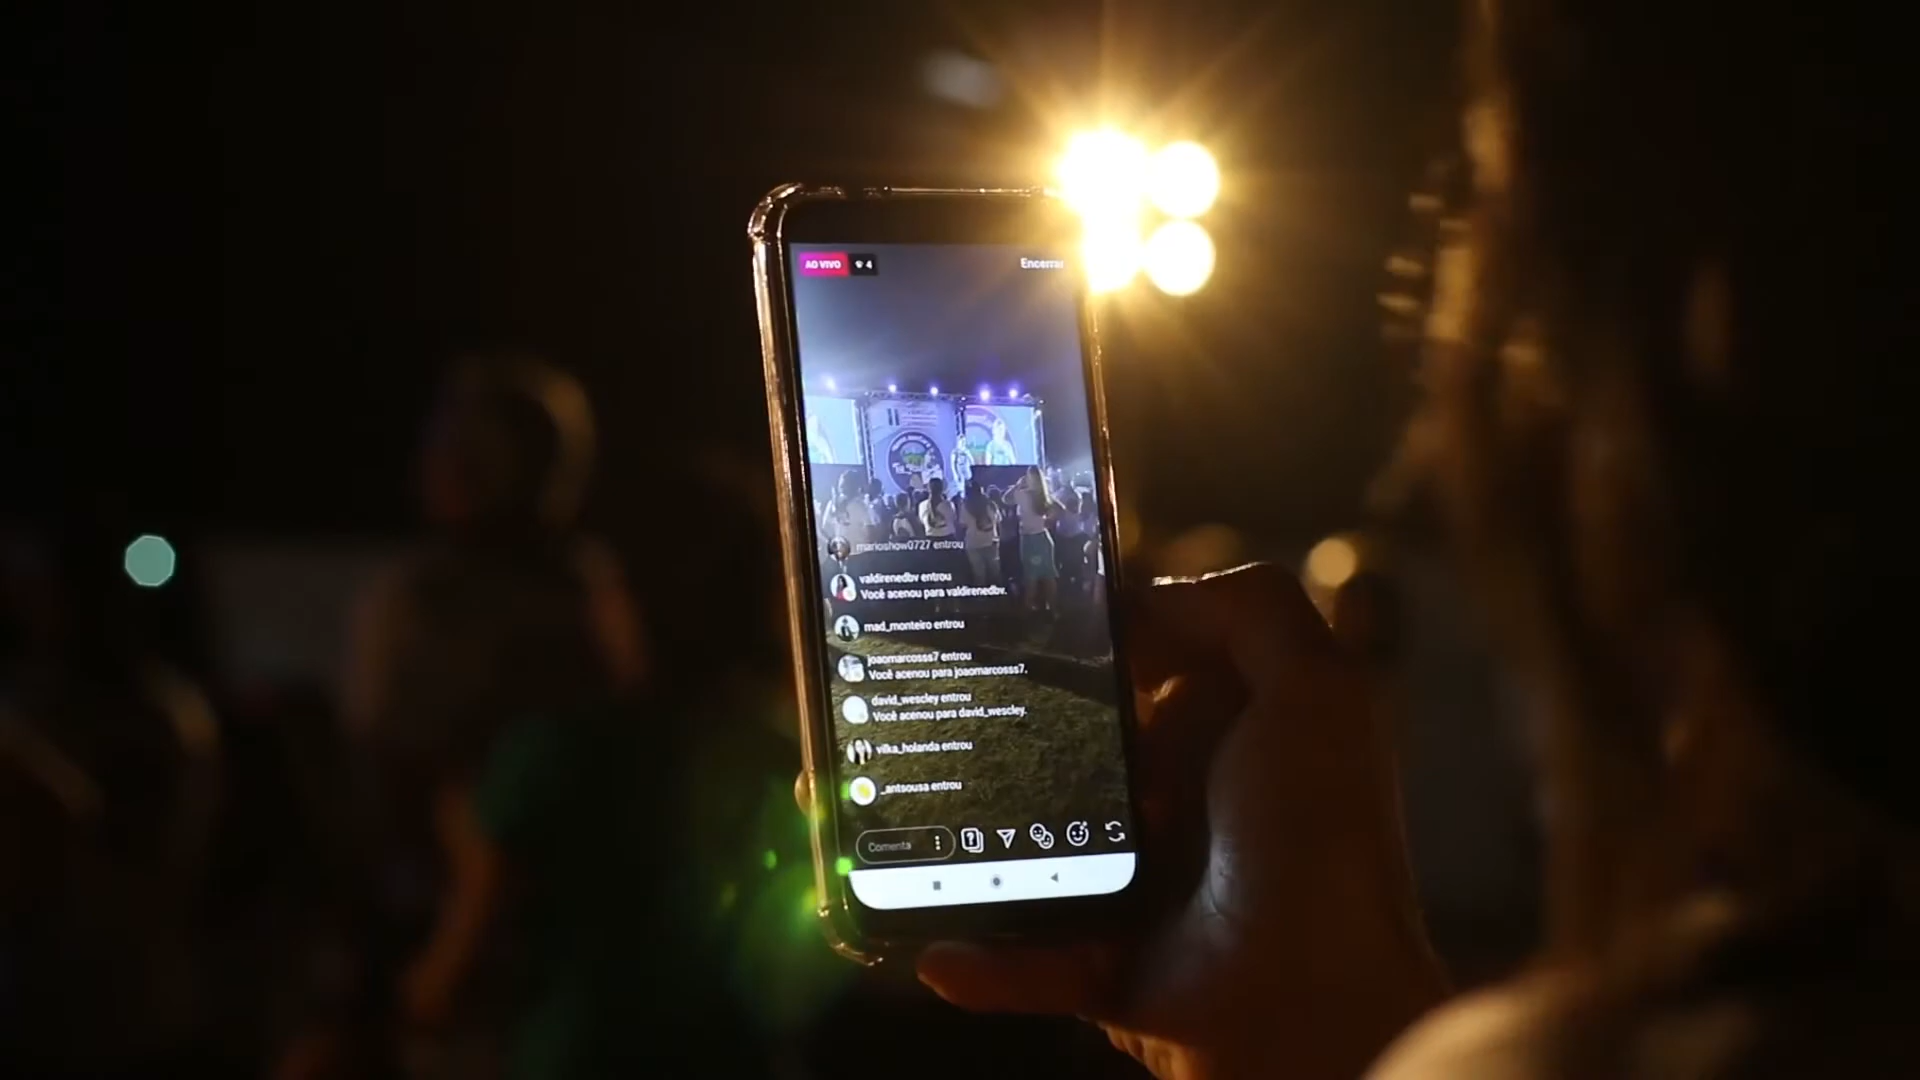 AO VIVO 4 Encerrar
marioshow0727 entrou
valdirenedbv entrou
Você acenou para valdirenedbv.
mad_monteiro entrou
joaomarcosss7 entrou
Você acenou para joaomarcosss7.
david_wescley entrou
Você acenou para david_wescley.
vilka_holanda entrou
_antsousa entrou
Comenta